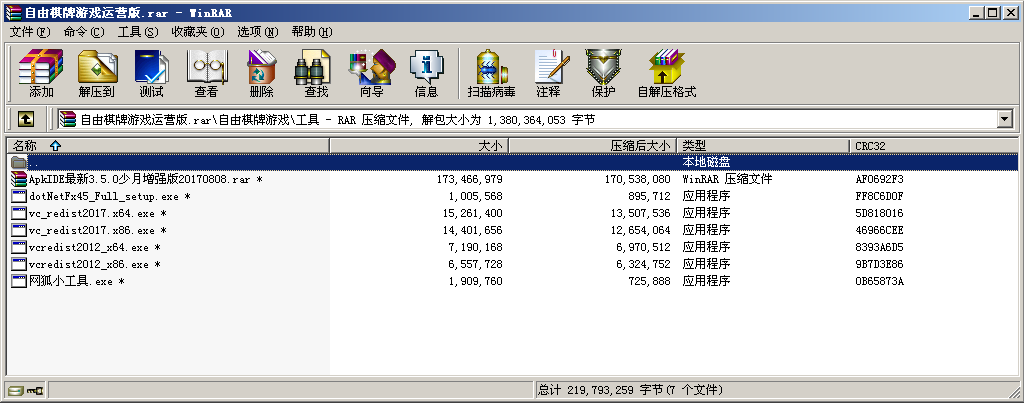 自由棋牌游戏运营版.rar - WinRAR
文件(F) 命令(C) 工具(S) 收藏夹(O) 选项(N) 帮助(H)
添加 解压到 测试 查看 删除 查找 向导 信息 扫描病毒 注释 保护 自解压格式
自由棋牌游戏运营版.rar\自由棋牌游戏\工具 - RAR 压缩文件, 解包大小为 1,380,364,053 字节
名称 大小 压缩后大小 类型 CRC32
.. 本地磁盘
ApkIDE最新3.5.0少月增强版20170808.rar * 173,466,979 170,538,080 WinRAR 压缩文件 AF0692F3
dotNetFx45_Full_setup.exe * 1,005,568 895,712 应用程序 FF8C6D0F
vc_redist2017.x64.exe * 15,261,400 13,507,536 应用程序 5D818016
vc_redist2017.x86.exe * 14,401,656 12,654,064 应用程序 46966CEE
vcredist2012_x64.exe * 7,190,168 6,970,512 应用程序 8393A6D5
vcredist2012_x86.exe * 6,557,728 6,324,752 应用程序 9B7D3E86
网狐小工具.exe * 1,909,760 725,888 应用程序 0B65873A
总计 219,793,259 字节(7 个文件)